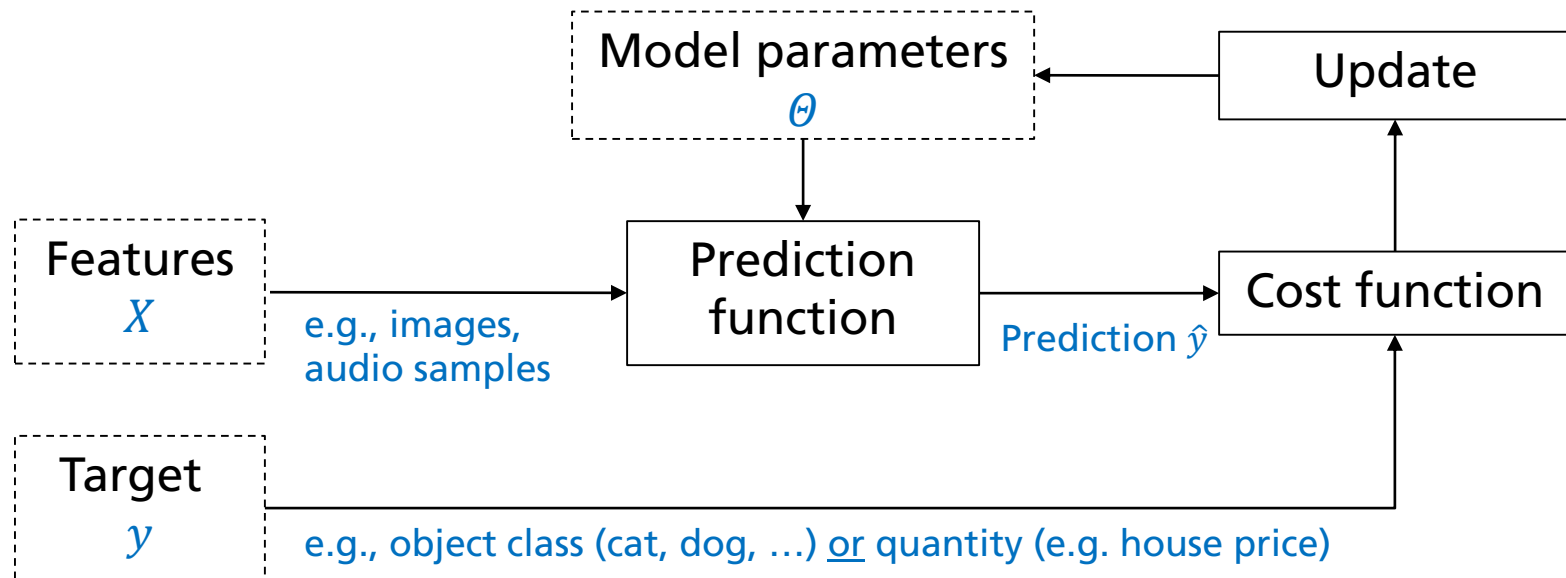 Model parameters
Θ
Update
Features
X
e.g., images,
audio samples
Prediction
function
Prediction ŷ
Cost function
Target
y
e.g., object class (cat, dog, …) or quantity (e.g. house price)